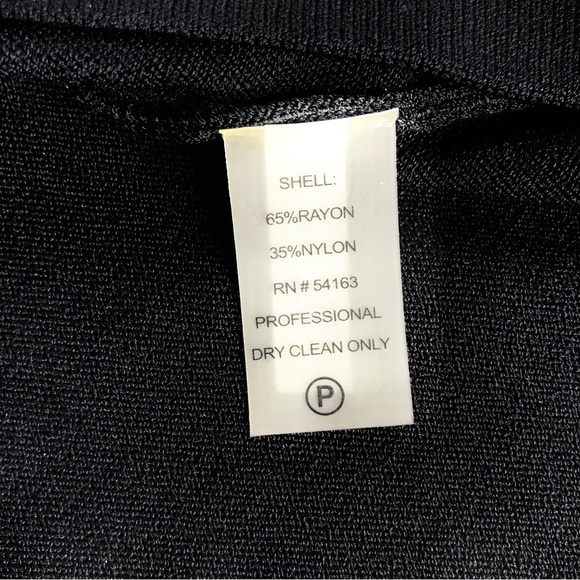 SHELL:
65%RAYON
35%NYLON
RN # 54163
PROFESSIONAL
DRY CLEAN ONLY
P